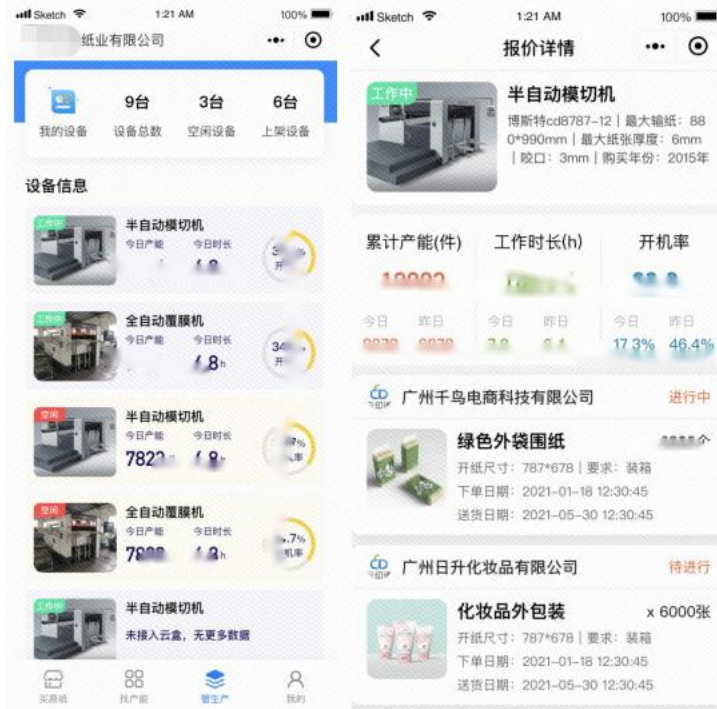 Sketch
1:21 AM
100%
纸业有限公司
我的设备
9台
设备总数
3台
空闲设备
6台
上架设备
设备信息
工作中
半自动模切机
今日产能
今日时长
工作中
全自动覆膜机
今日产能
今日时长
空闲
半自动模切机
今日产能
今日时长
空闲
全自动覆膜机
今日产能
今日时长
工作中
半自动模切机
未接入云盒，无更多数据
买原纸
找产能
管生产
我的
Sketch
1:21 AM
100%
报价详情
工作中
半自动模切机
博斯特cd8787-12｜最大输纸：88
0*990mm｜最大纸张厚度：6mm
｜咬口：3mm｜购买年份：2015年
累计产能(件)
工作时长(h)
开机率
今日
昨日
今日
昨日
今日
昨日
17.3%
46.4%
广州千鸟电商科技有限公司
进行中
绿色外袋围纸
个
开纸尺寸：787*678｜要求：装箱
下单日期：2021-01-18 12:30:45
送货日期：2021-05-30 12:30:45
广州日升化妆品有限公司
待进行
化妆品外包装
x 6000张
开纸尺寸：787*678｜要求：装箱
下单日期：2021-01-18 12:30:45
送货日期：2021-05-30 12:30:45